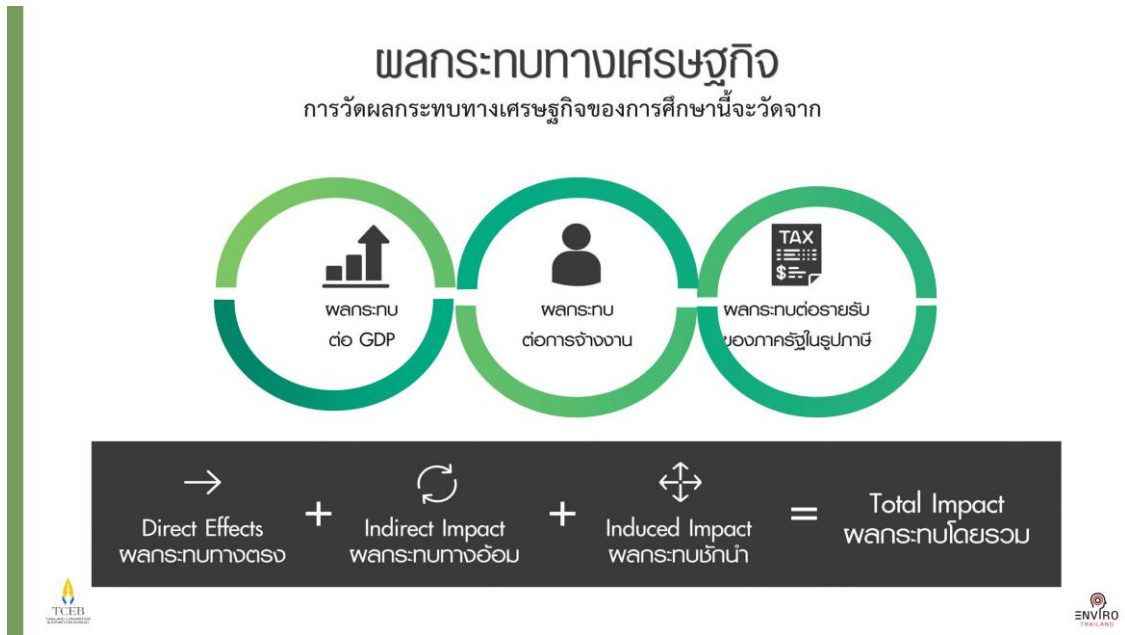 ผลกระทบทางเศรษฐกิจ
การวัดผลกระทบทางเศรษฐกิจของการศึกษานี้จะวัดจาก
ผลกระทบ
ต่อ GDP
ผลกระทบ
ต่อการจ้างงาน
TAX
$
ผลกระทบต่อรายรับ
ของภาครัฐในรูปภาษี
Direct Effects
ผลกระทบทางตรง
+
Indirect Impact
ผลกระทบทางอ้อม
+
Induced Impact
ผลกระทบชักนำ
=
Total Impact
ผลกระทบโดยรวม
TCEB
THAILAND CONVENTION
& EXHIBITION BUREAU
ENVIRO
THAILAND